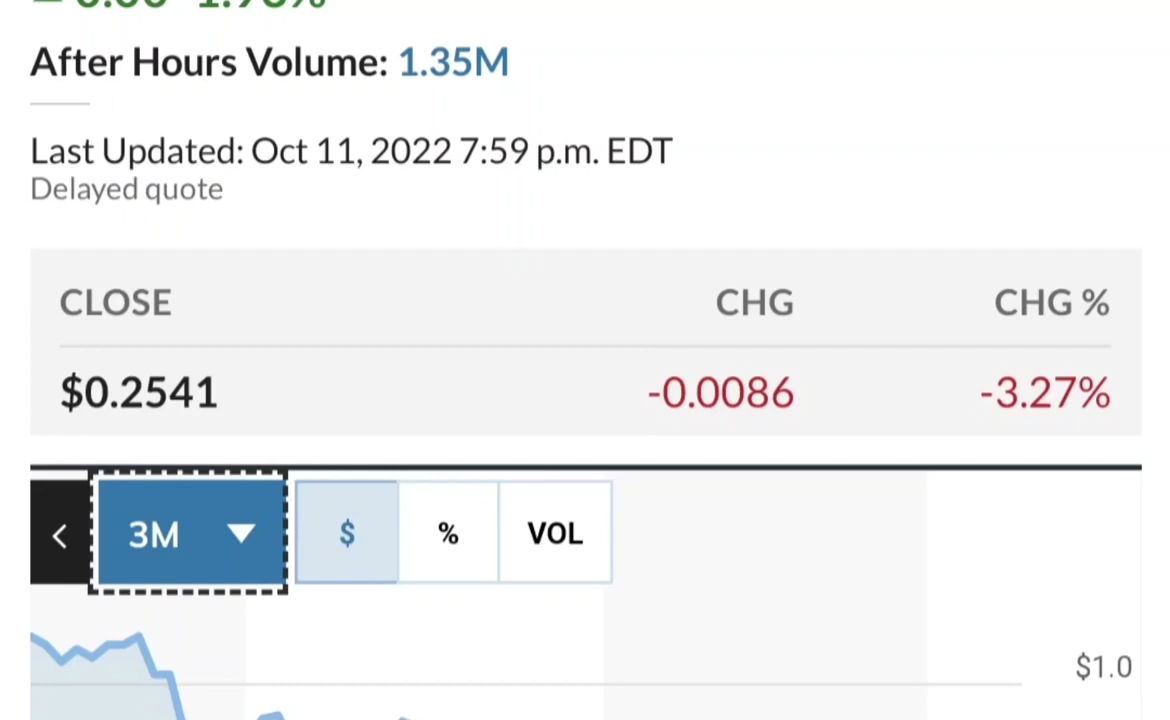 After Hours Volume: 1.35M
Last Updated: Oct 11, 2022 7:59 p.m. EDT
Delayed quote
CLOSE CHG CHG %
$0.2541 -0.0086 -3.27%
< 3M ▼ $ % VOL
$1.0